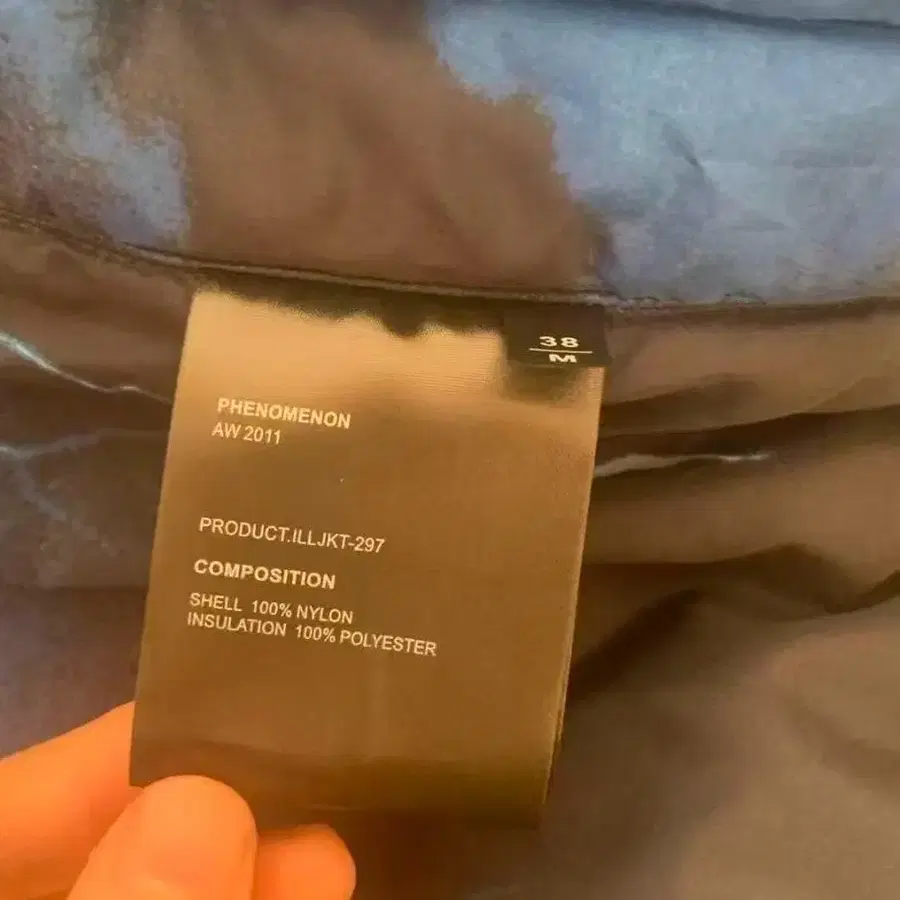 38
M
PHENOMENON
AW 2011
PRODUCT.ILLJKT-297
COMPOSITION
SHELL 100% NYLON
INSULATION 100% POLYESTER